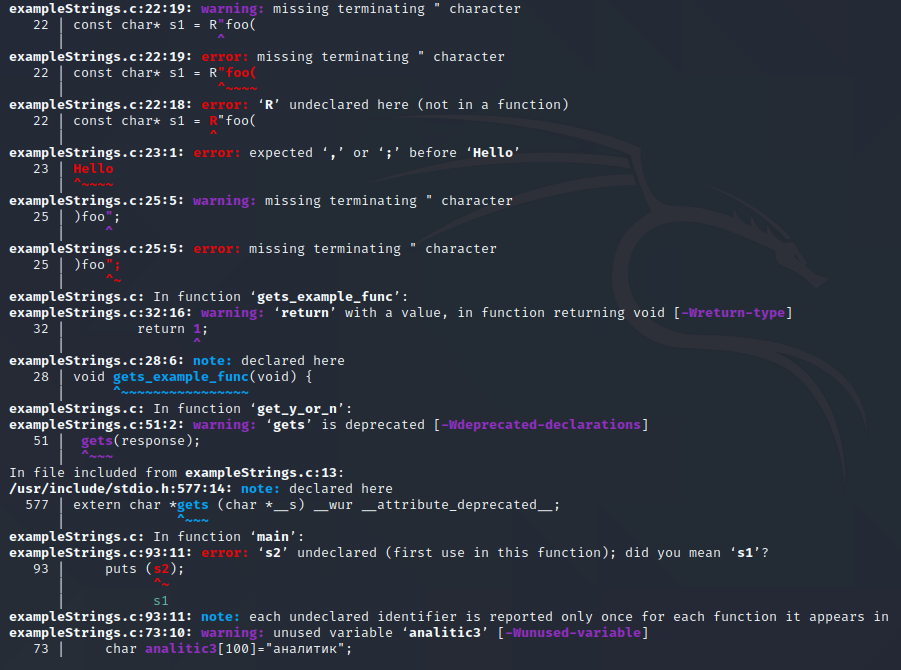 exampleStrings.c:22:19: warning: missing terminating " character
22 | const char* s1 = R"foo(
| ^
exampleStrings.c:22:19: error: missing terminating " character
22 | const char* s1 = R"foo(
| ^~~~~
exampleStrings.c:22:18: error: ‘R’ undeclared here (not in a function)
22 | const char* s1 = R"foo(
| ^
exampleStrings.c:23:1: error: expected ‘,’ or ‘;’ before ‘Hello’
23 | Hello
| ^~~~~
exampleStrings.c:25:5: warning: missing terminating " character
25 | )foo";
| ^
exampleStrings.c:25:5: error: missing terminating " character
25 | )foo";
| ^~
exampleStrings.c: In function ‘gets_example_func’:
exampleStrings.c:32:16: warning: ‘return’ with a value, in function returning void [-Wreturn-type]
32 | return 1;
| ^
exampleStrings.c:28:6: note: declared here
28 | void gets_example_func(void) {
| ^~~~~~~~~~~~~~~~~
exampleStrings.c: In function ‘get_y_or_n’:
exampleStrings.c:51:2: warning: ‘gets’ is deprecated [-Wdeprecated-declarations]
51 | gets(response);
| ^~~~
In file included from exampleStrings.c:13:
/usr/include/stdio.h:577:14: note: declared here
577 | extern char *gets (char *__s) __wur __attribute_deprecated__;
| ^~~~
exampleStrings.c: In function ‘main’:
exampleStrings.c:93:11: error: ‘s2’ undeclared (first use in this function); did you mean ‘s1’?
93 | puts (s2);
| ^~
| s1
exampleStrings.c:93:11: note: each undeclared identifier is reported only once for each function it appears in
exampleStrings.c:73:10: warning: unused variable ‘analitic3’ [-Wunused-variable]
73 | char analitic3[100]="аналитик";